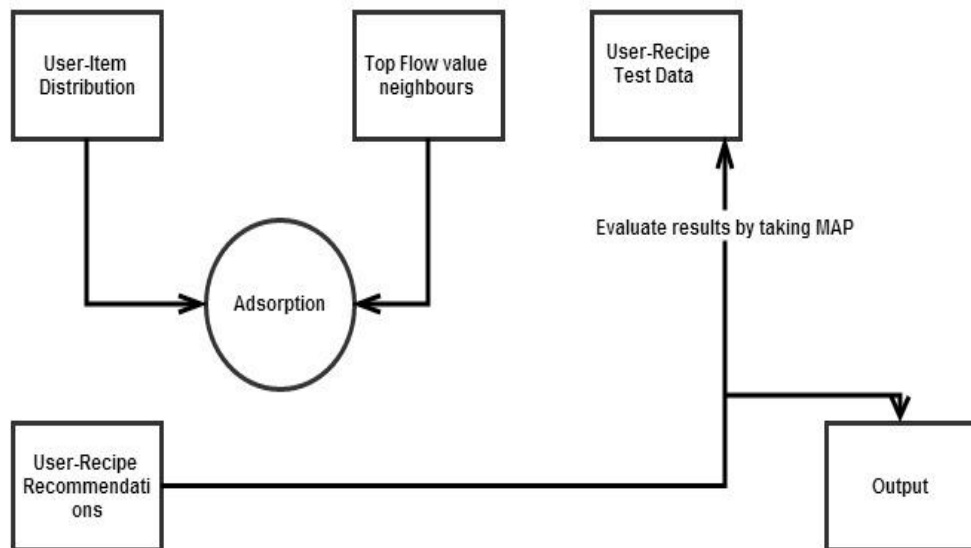 User-Item
Distribution
Top Flow value
neighbours
User-Recipe
Test Data
Evaluate results by taking MAP
Adsorption
User-Recipe
Recommendati
ons
Output